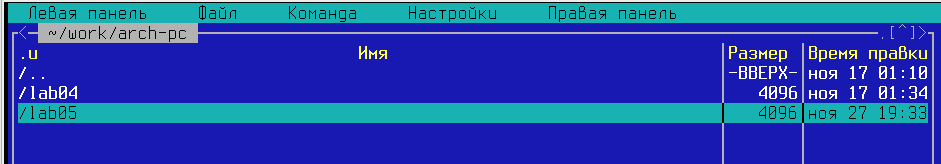 Левая панель Файл Команда Настройки Правая панель
<- ~/work/arch-pc .[^]>
.и Имя Размер Время правки
/.. -ВВЕРХ- ноя 17 01:10
/lab04 4096 ноя 17 01:34
/lab05 4096 ноя 27 19:33